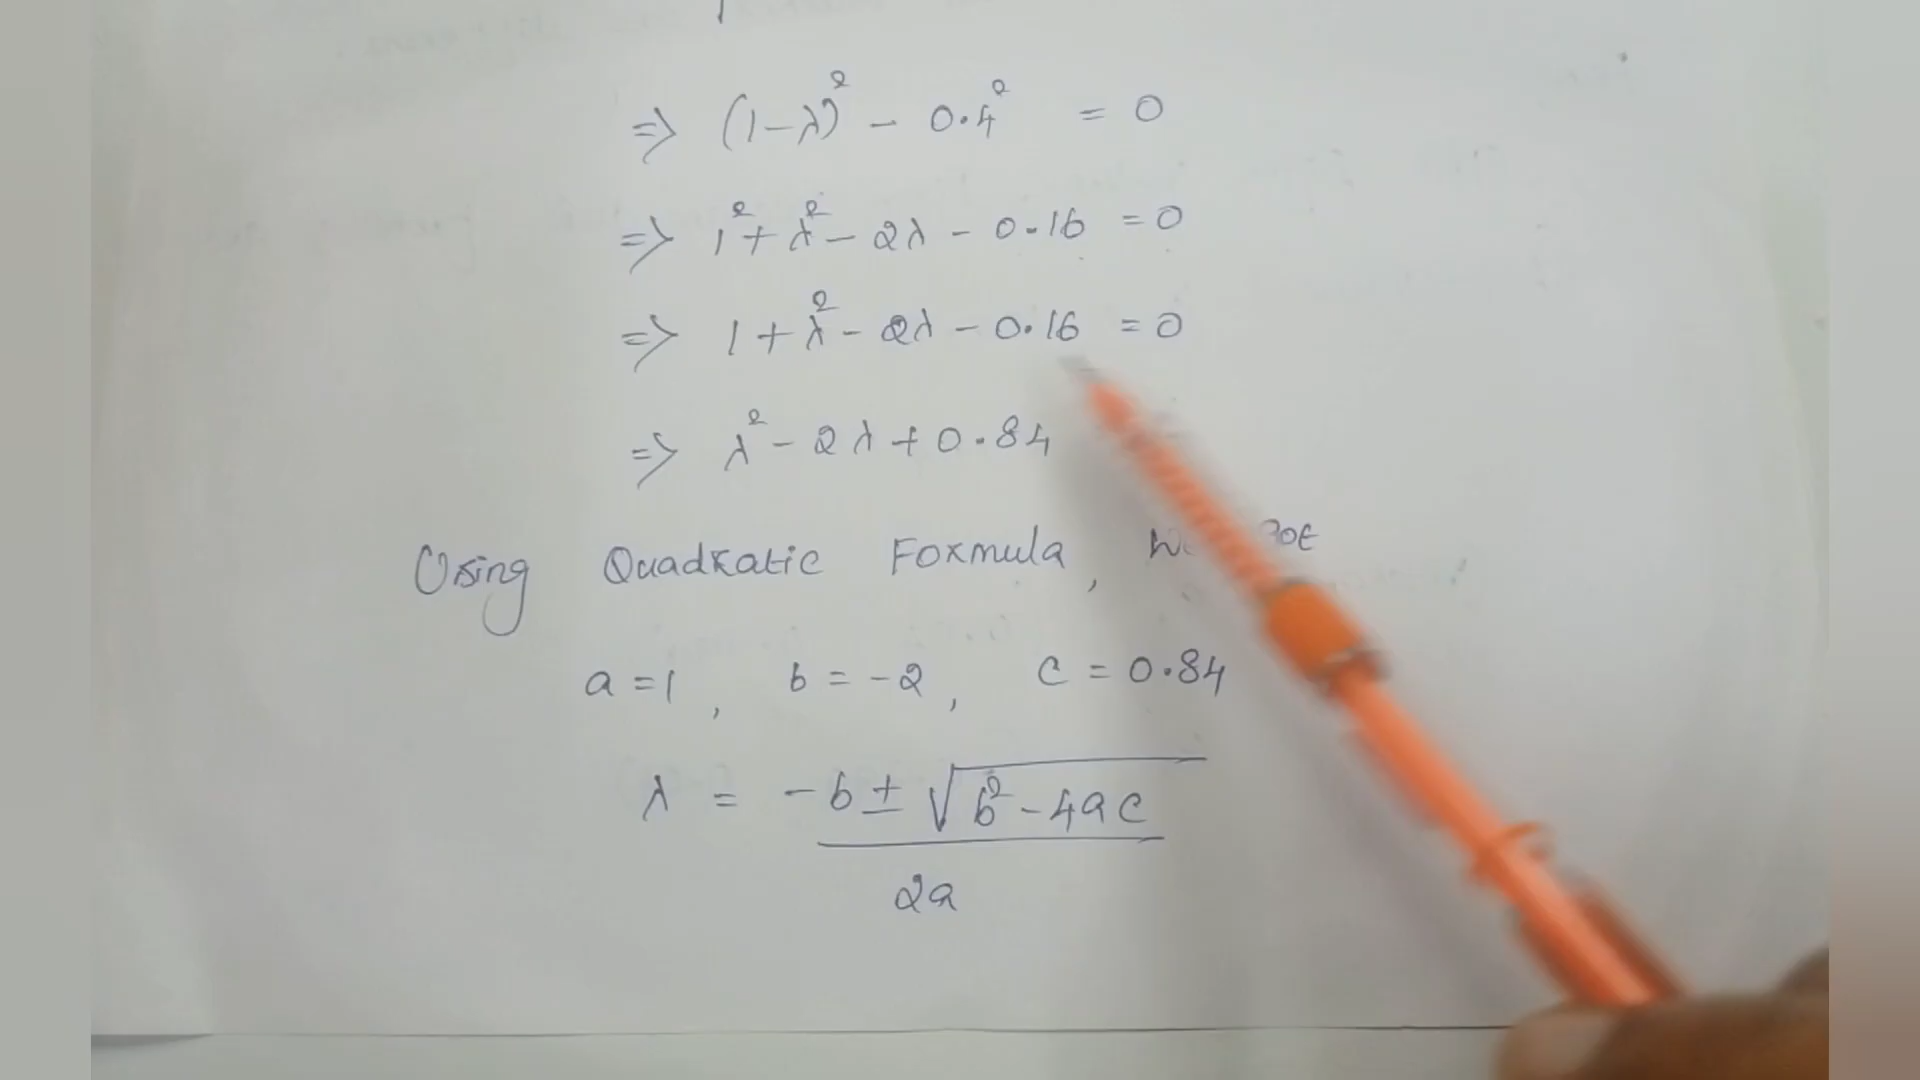 => (1-λ)² - 0.4² = 0
=> 1² + λ² - 2λ - 0.16 = 0
=> 1 + λ² - 2λ - 0.16 = 0
=> λ² - 2λ + 0.84
Using Quadratic Formula,
a = 1, b = -2, c = 0.84
λ = -b ± √(b² - 4ac)
2a